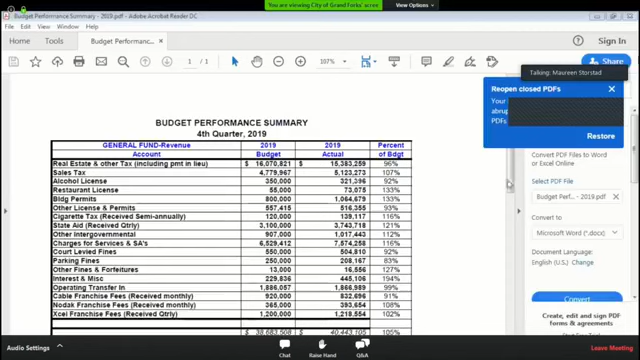 You are viewing City of Grand Forks' screen
View Options
Budget Performance Summary - 2019.pdf - Adobe Acrobat Reader DC
File Edit View Window Help
Home Tools Budget Performanc... × Sign In
1 / 1 107% Share
Talking: Maureen Storstad
Reopen closed PDFs
Your
abrup
PDFs.
Restore
BUDGET PERFORMANCE SUMMARY
4th Quarter, 2019
GENERAL FUND-Revenue 2019 2019 Percent
Account Budget Actual of Bdgt
Real Estate & other Tax (including pmt in lieu) $ 16,070,821 $ 15,383,259 96%
Sales Tax 4,779,967 5,123,273 107%
Alcohol License 350,000 321,396 92%
Restaurant License 55,000 73,075 133%
Bldg Permits 800,000 1,064,679 133%
Other License & Permits 557,415 516,355 93%
Cigarette Tax (Received Semi-annually) 120,000 139,117 116%
State Aid (Received Qtrly) 3,100,000 3,743,718 121%
Other Intergovernmental 907,000 1,017,443 112%
Charges for Services & SA's 6,529,412 7,574,258 116%
Court Levied Fines 550,000 504,810 92%
Parking Fines 250,000 208,167 83%
Other Fines & Forfeitures 13,000 16,556 127%
Interest & Misc 229,836 445,106 194%
Operating Transfer In 1,886,057 1,867,968 99%
Cable Franchise Fees (Received monthly) 920,000 832,696 91%
Nodak Franchise Fees (Received monthly) 365,000 393,654 108%
Xcel Franchise Fees (Received Qtrly) 1,200,000 1,218,554 102%
$ 38,683,508 $ 40,443,105 105%
Convert PDF Files to Word
or Excel Online
Select PDF File
Budget Perf... - 2019.pdf ×
Convert to
Microsoft Word (*.docx)
Document Language:
English (U.S.) Change
Convert
Create, edit and sign PDF
forms & agreements
Audio Settings
Chat
Raise Hand
Q&A
Leave Meeting